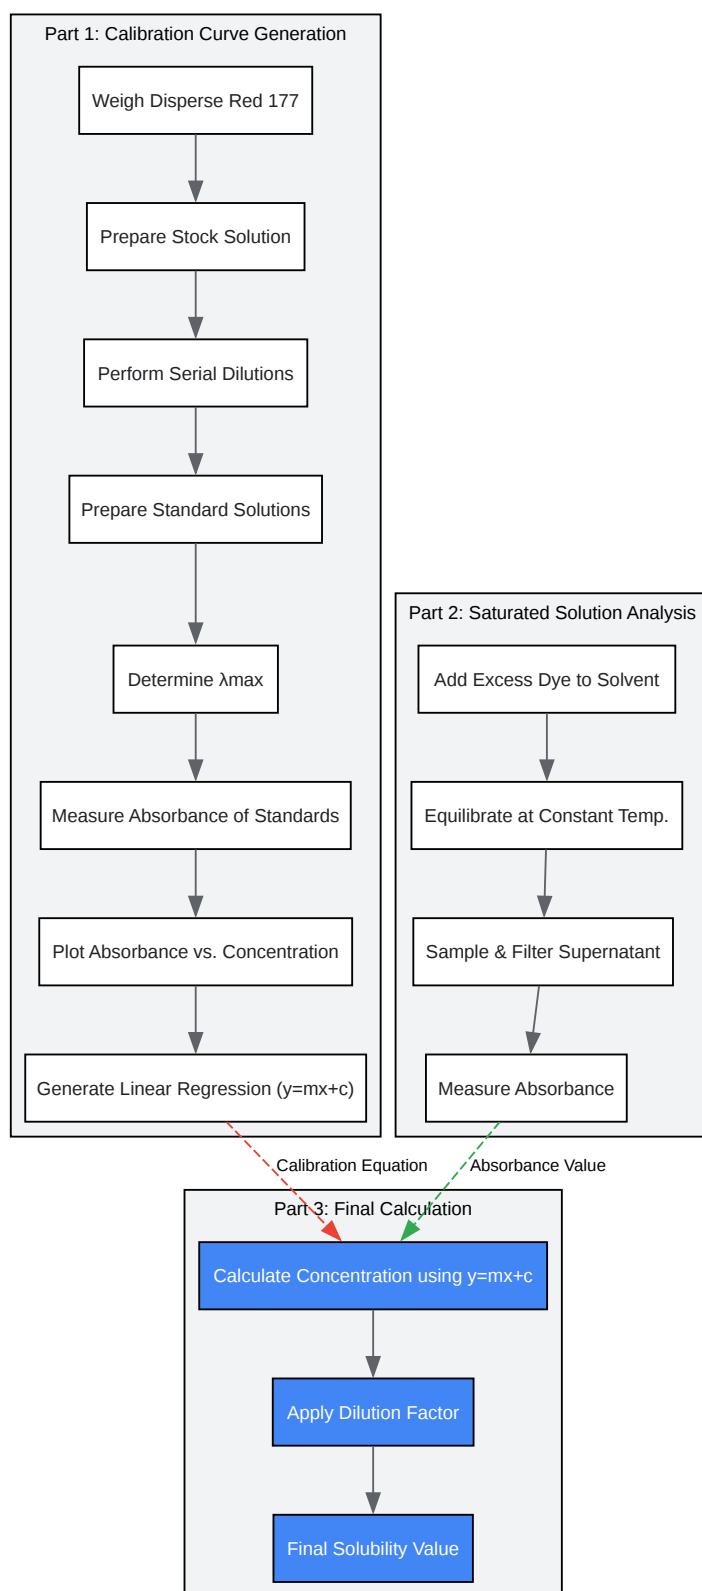 Part 1: Calibration Curve Generation
Weigh Disperse Red 177
Prepare Stock Solution
Perform Serial Dilutions
Prepare Standard Solutions
Determine λmax
Measure Absorbance of Standards
Plot Absorbance vs. Concentration
Generate Linear Regression (y=mx+c)
Part 2: Saturated Solution Analysis
Add Excess Dye to Solvent
Equilibrate at Constant Temp.
Sample & Filter Supernatant
Measure Absorbance
Calibration Equation
Absorbance Value
Part 3: Final Calculation
Calculate Concentration using y=mx+c
Apply Dilution Factor
Final Solubility Value